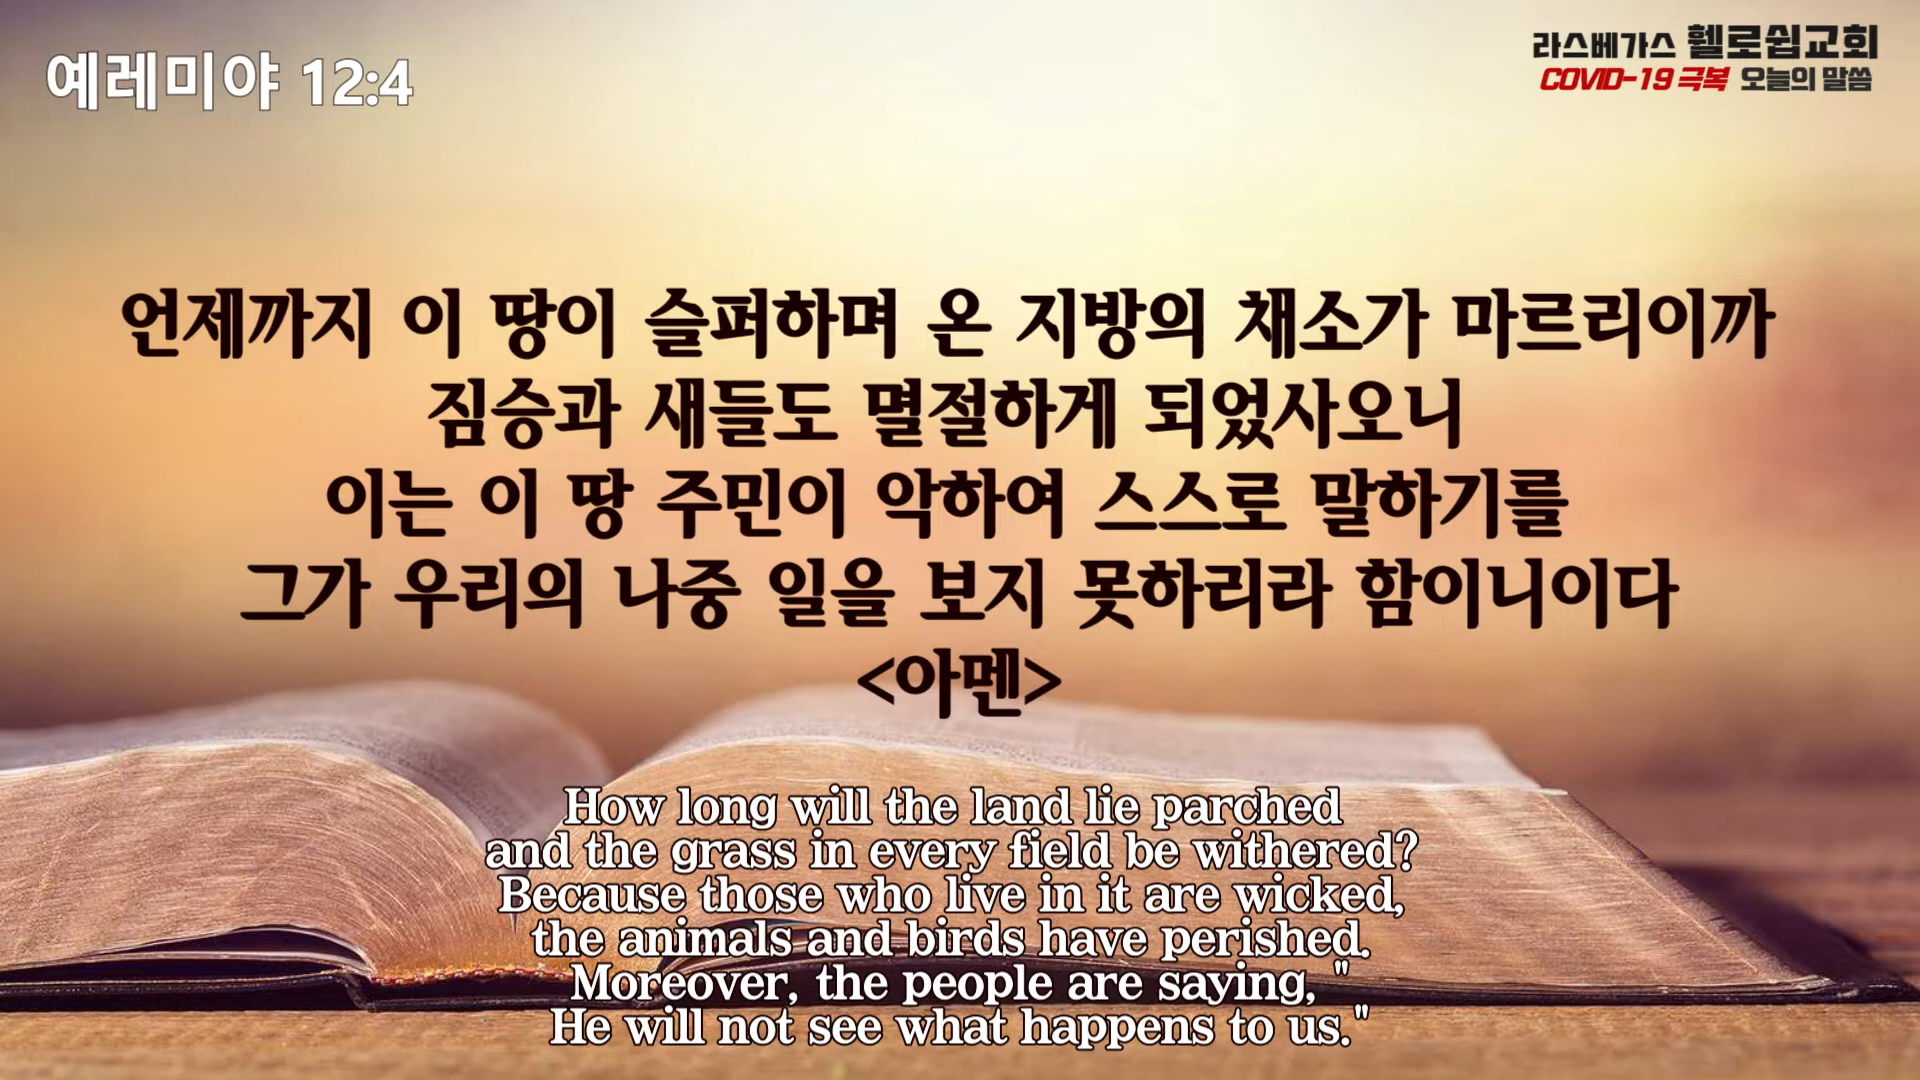 예레미야 12:4
라스베가스 휄로쉽교회
COVID-19 극복 오늘의 말씀
언제까지 이 땅이 슬퍼하며 온 지방의 채소가 마르리이까
짐승과 새들도 멸절하게 되었사오니
이는 이 땅 주민이 악하여 스스로 말하기를
그가 우리의 나중 일을 보지 못하리라 함이니이다
<아멘>
How long will the land lie parched
and the grass in every field be withered?
Because those who live in it are wicked,
the animals and birds have perished.
Moreover, the people are saying, "
He will not see what happens to us."